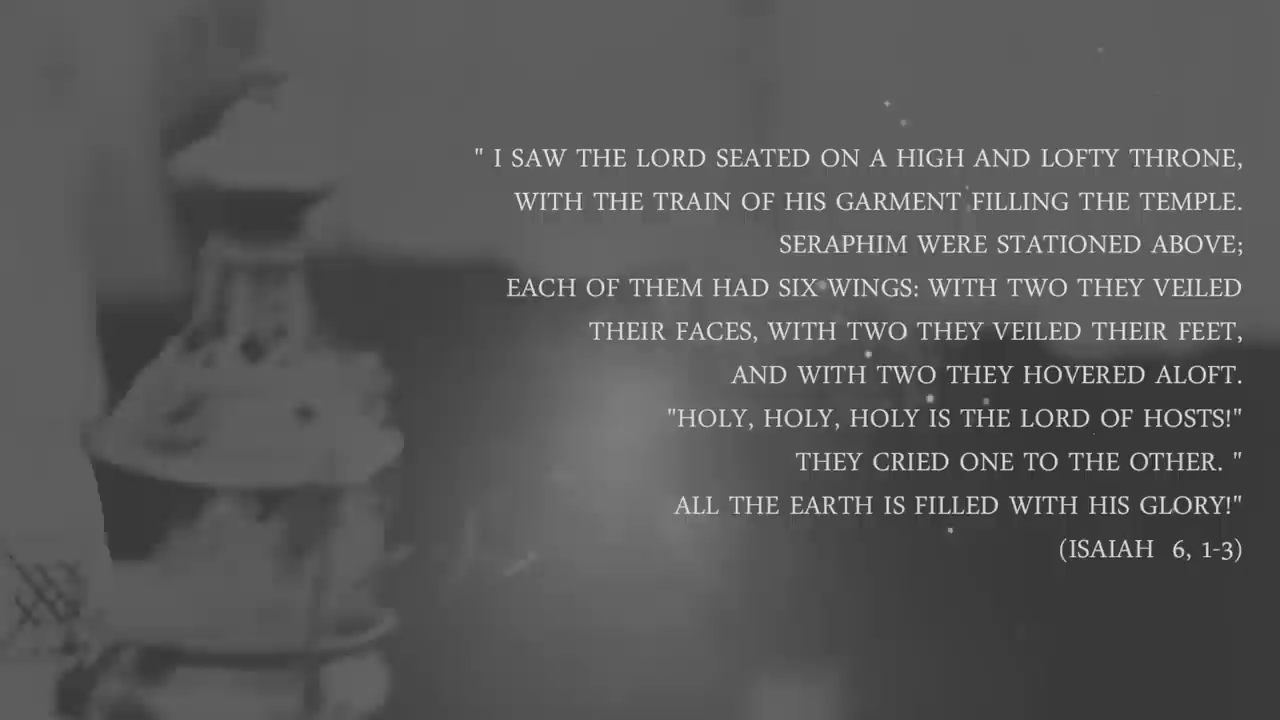 " I SAW THE LORD SEATED ON A HIGH AND LOFTY THRONE,
WITH THE TRAIN OF HIS GARMENT FILLING THE TEMPLE.
SERAPHIM WERE STATIONED ABOVE;
EACH OF THEM HAD SIX WINGS: WITH TWO THEY VEILED
THEIR FACES, WITH TWO THEY VEILED THEIR FEET,
AND WITH TWO THEY HOVERED ALOFT.
"HOLY, HOLY, HOLY IS THE LORD OF HOSTS!"
THEY CRIED ONE TO THE OTHER. "
ALL THE EARTH IS FILLED WITH HIS GLORY!"
(ISAIAH  6, 1-3)